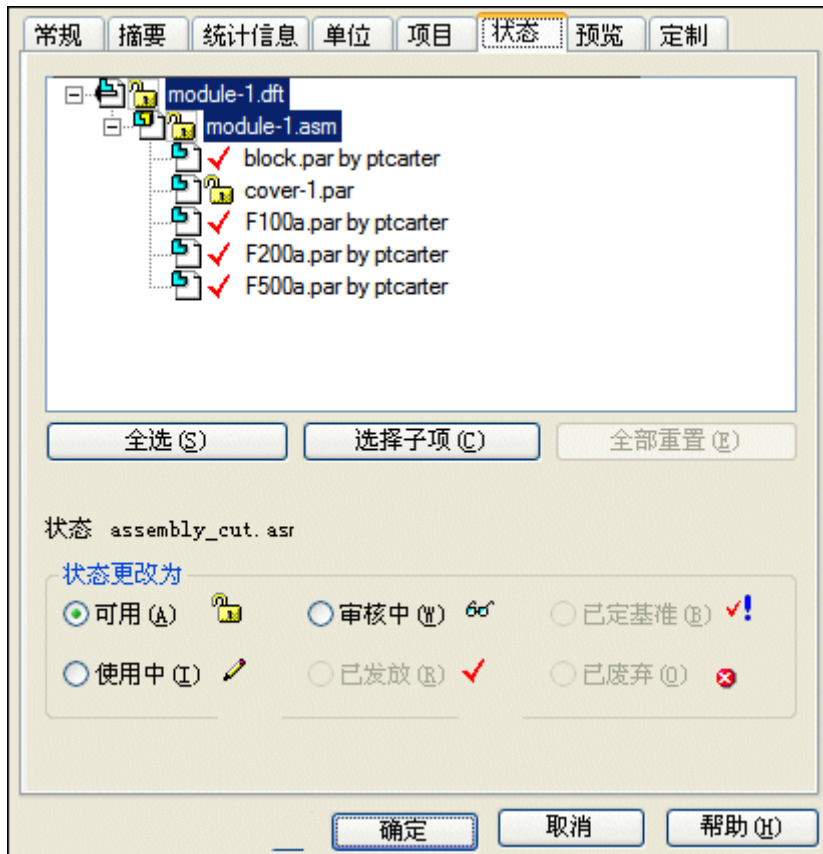 常规 摘要 统计信息 单位 项目 状态 预览 定制
module-1.dft
module-1.asm
block.par by ptcarter
cover-1.par
F100a.par by ptcarter
F200a.par by ptcarter
F500a.par by ptcarter
全选(S) 选择子项(C) 全部重置(E)
状态 assembly_cut.asr
状态更改为
可用(A) 审核中(W) 已定基准(B)
使用中(I) 已发放(R) 已废弃(O)
确定 取消 帮助(H)